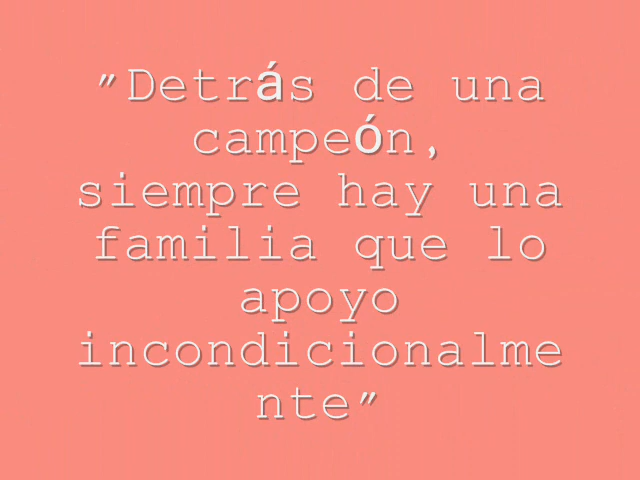 "Detrás de una
campeón,
siempre hay una
familia que lo
apoyo
incondicionalme
nte"